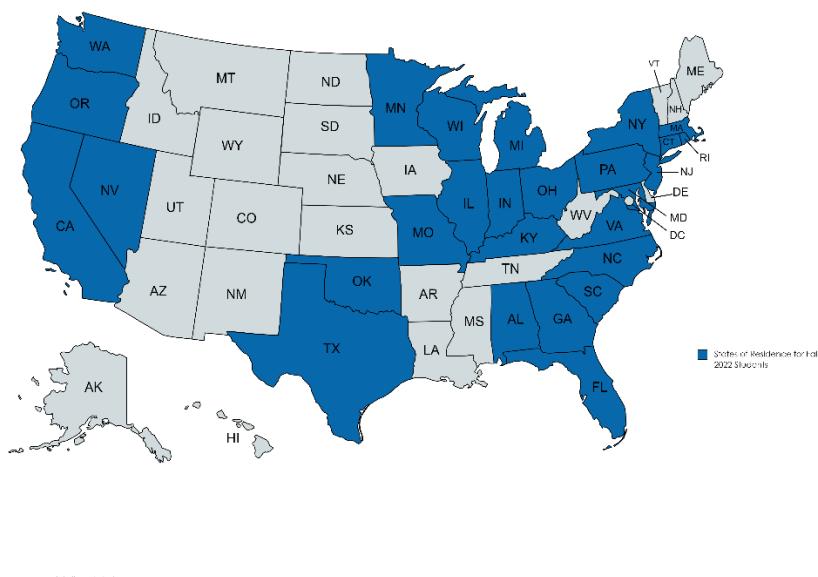 WA
MT
ND
MN
ME
VT
NH
OR
ID
SD
WI
MI
NY
MA
CT
RI
WY
IA
PA
NJ
NE
NV
UT
CO
IL
IN
OH
DE
WV
MD
CA
KS
MO
KY
VA
DC
NC
TN
OK
AZ
NM
AR
SC
MS
AL
GA
TX
LA
States of Residence for Fall
2022 Students
AK
FL
HI